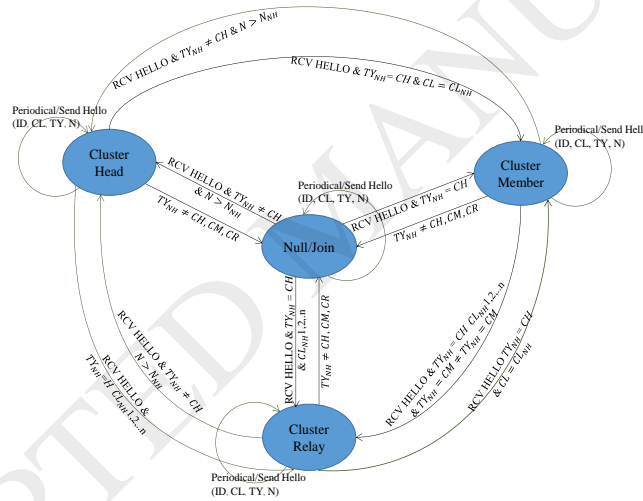 RCV HELLO & TY_NH ≠ CH & N > N_NH
RCV HELLO & TY_NH = CH & CL = CL_NH
Periodical/Send Hello
(ID, CL, TY, N)
Cluster
Head
Periodical/Send Hell
(ID, CL, TY, N)
Cluster
Member
RCV HELLO & TY_NH ≠ CH
& N > N_NH
TY_NH ≠ CH, CM, CR
Periodical/Send Hello
(ID, CL, TY, N)
Null/Join
RCV HELLO & TY_NH = CH
TY_NH ≠ CH, CM, CR
RCV HELLO & TY_NH = CH
& CL_NH 1,2,..n
TY_NH ≠ CH, CM, CR
RCV HELLO & TY_NH ≠ CH
N > N_NH
RCV HELLO &
TY_NH=H CL_NH 1,2,..n
RCV HELLO & TY_NH = CH CL_NH 1,2,..n
& TY_NH = CM ≠ TY_NH = CM
RCV HELLO TY_NH = CH
& CL = CL_NH
Cluster
Relay
Periodical/Send Hello
(ID, CL, TY, N)
RTED MANU